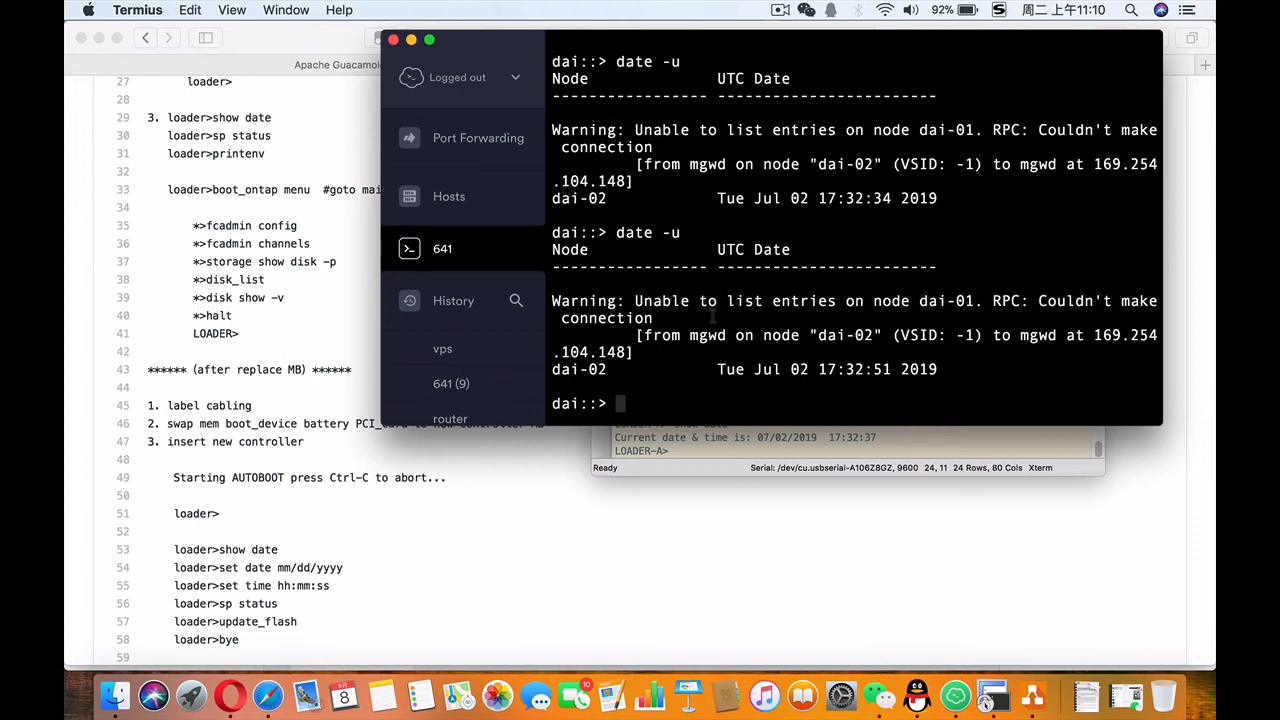 Termius Edit View Window Help
92% 周二 上午11:10
Apache Guacamole
Logged out
Port Forwarding
Hosts
641
History
vps
641 (9)
router
dai::> date -u
Node UTC Date
----------------- ------------------------
Warning: Unable to list entries on node dai-01. RPC: Couldn't make
connection
[from mgwd on node "dai-02" (VSID: -1) to mgwd at 169.254
.104.148]
dai-02 Tue Jul 02 17:32:34 2019
dai::> date -u
Node UTC Date
----------------- ------------------------
Warning: Unable to list entries on node dai-01. RPC: Couldn't make
connection
[from mgwd on node "dai-02" (VSID: -1) to mgwd at 169.254
.104.148]
dai-02 Tue Jul 02 17:32:51 2019
dai::>
27 loader>
28
29 3. loader>show date
30 loader>sp status
31 loader>printenv
32
33 loader>boot_ontap menu #goto
34
35 *>fcadmin config
36 *>fcadmin channels
37 *>storage show disk -p
38 *>disk_list
39 *>disk show -v
40 *>halt
41 LOADER>
42
43 ****** (after replace MB) ******
44
45 1. label cabling
46 2. swap mem boot_device battery
47 3. insert new controller
48
49 Starting AUTOBOOT press Ctrl-C to abort...
50
51 loader>
52
53 loader>show date
54 loader>set date mm/dd/yyyy
55 loader>set time hh:mm:ss
56 loader>sp status
57 loader>update_flash
58 loader>bye
59
Current date & time is: 07/02/2019 17:32:37
LOADER-A>
Ready Serial: /dev/cu.usbserial-A106Z8GZ, 9600 24, 11 24 Rows, 80 Cols Xterm
9月
8
10